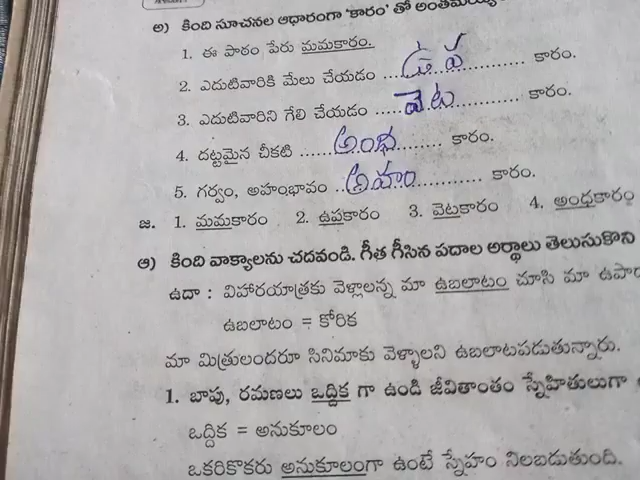 అ) కింది సూచనల ఆధారంగా 'కారం' తో
1. ఈ పాఠం పేరు మమకారం.
2. ఎదుటివారికి మేలు చేయడం ...ఉప... కారం.
3. ఎదుటివారిని గేలి చేయడం ...వెట... కారం.
4. దట్టమైన చీకటి ...అంధ... కారం.
5. గర్వం, అహంభావం ...అహం... కారం.
జ. 1. మమకారం 2. ఉపకారం 3. వెటకారం 4. అంధకారం
ఆ) కింది వాక్యాలను చదవండి. గీత గీసిన పదాల అర్థాలు తెలుసుకొని
ఉదా : విహారయాత్రకు వెళ్లాలన్న మా ఉబలాటం చూసి మా
ఉబలాటం = కోరిక
మా మిత్రులందరూ సినిమాకు వెళ్ళాలని ఉబలాటపడుతున్నారు.
1. బాపు, రమణలు ఒద్దిక గా ఉండి జీవితాంతం స్నేహితులుగా
ఒద్దిక = అనుకూలం
ఒకరికొకరు అనుకూలంగా ఉంటే స్నేహం నిలబడుతుంది.